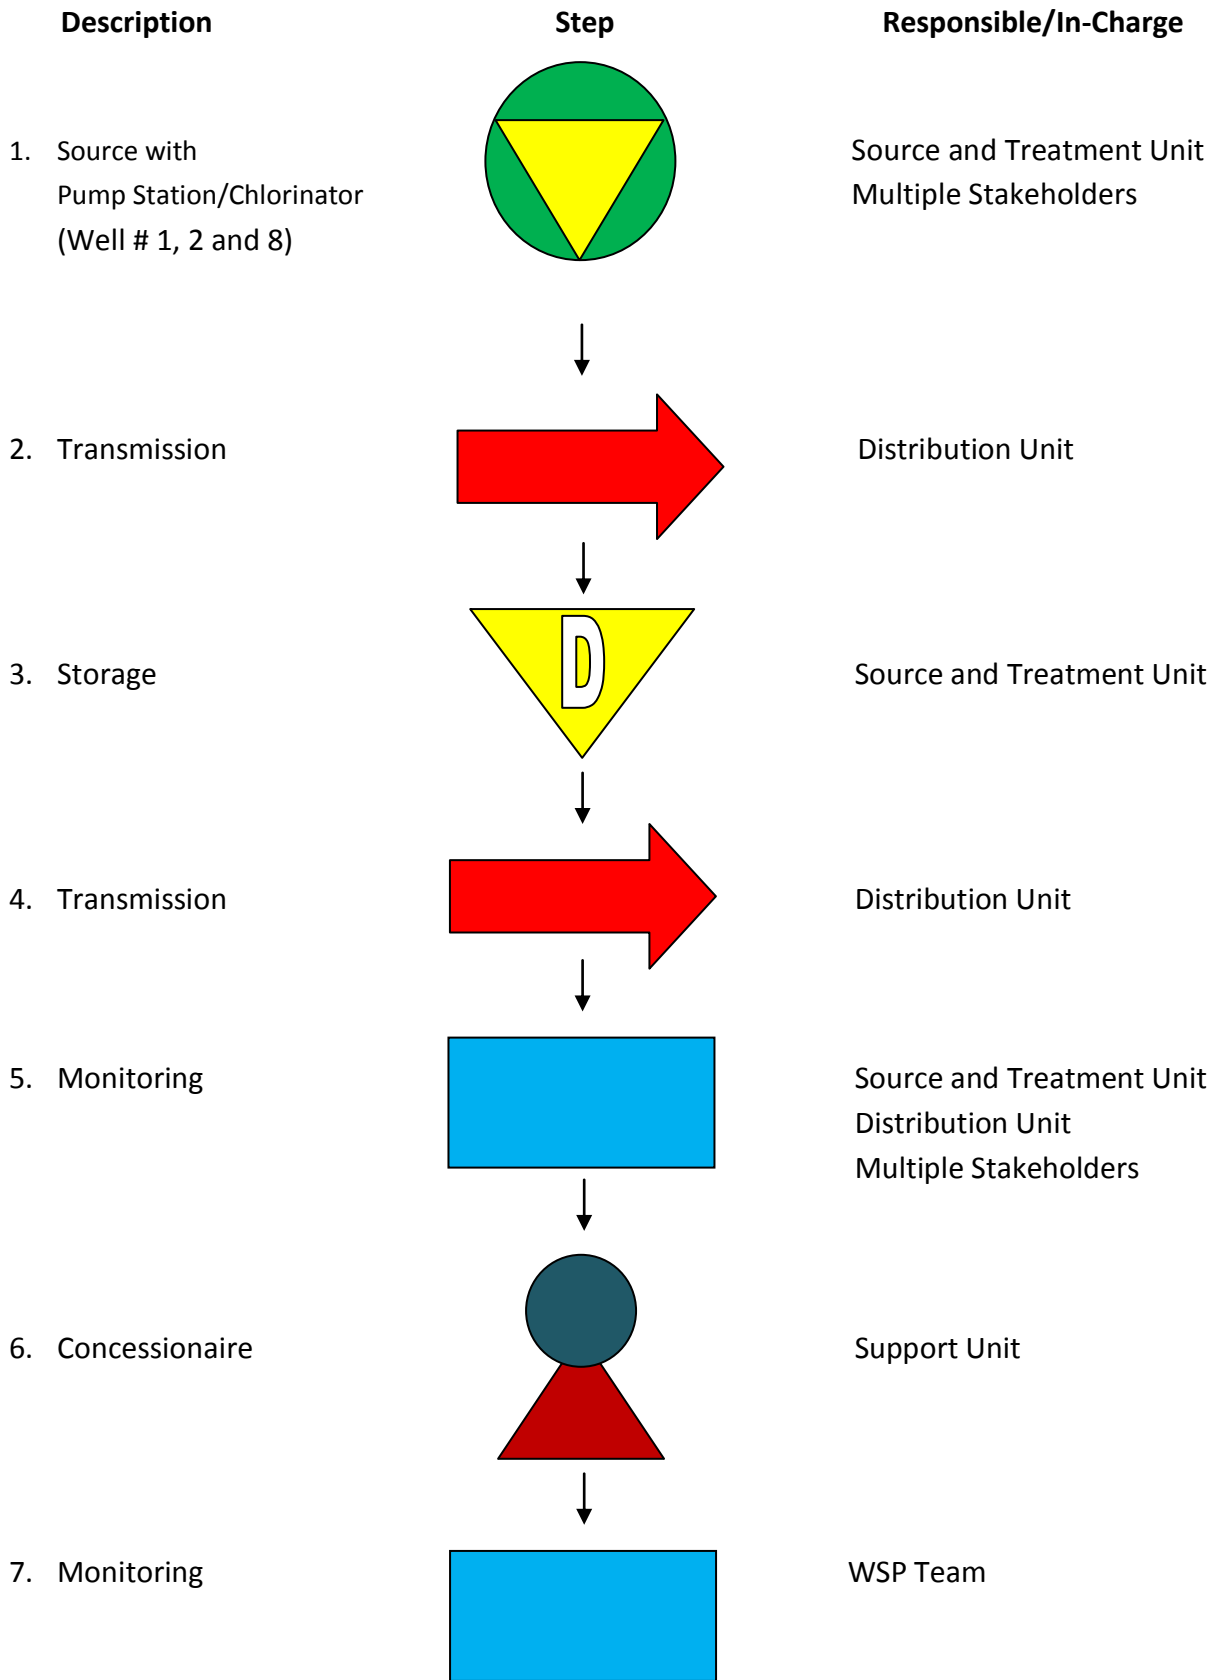 Description Step Responsible/In-Charge
1. Source with Source and Treatment Unit
Pump Station/Chlorinator Multiple Stakeholders
(Well # 1, 2 and 8)
2. Transmission Distribution Unit
D
3. Storage Source and Treatment Unit
4. Transmission Distribution Unit
5. Monitoring Source and Treatment Unit
Distribution Unit
Multiple Stakeholders
6. Concessionaire Support Unit
7. Monitoring WSP Team